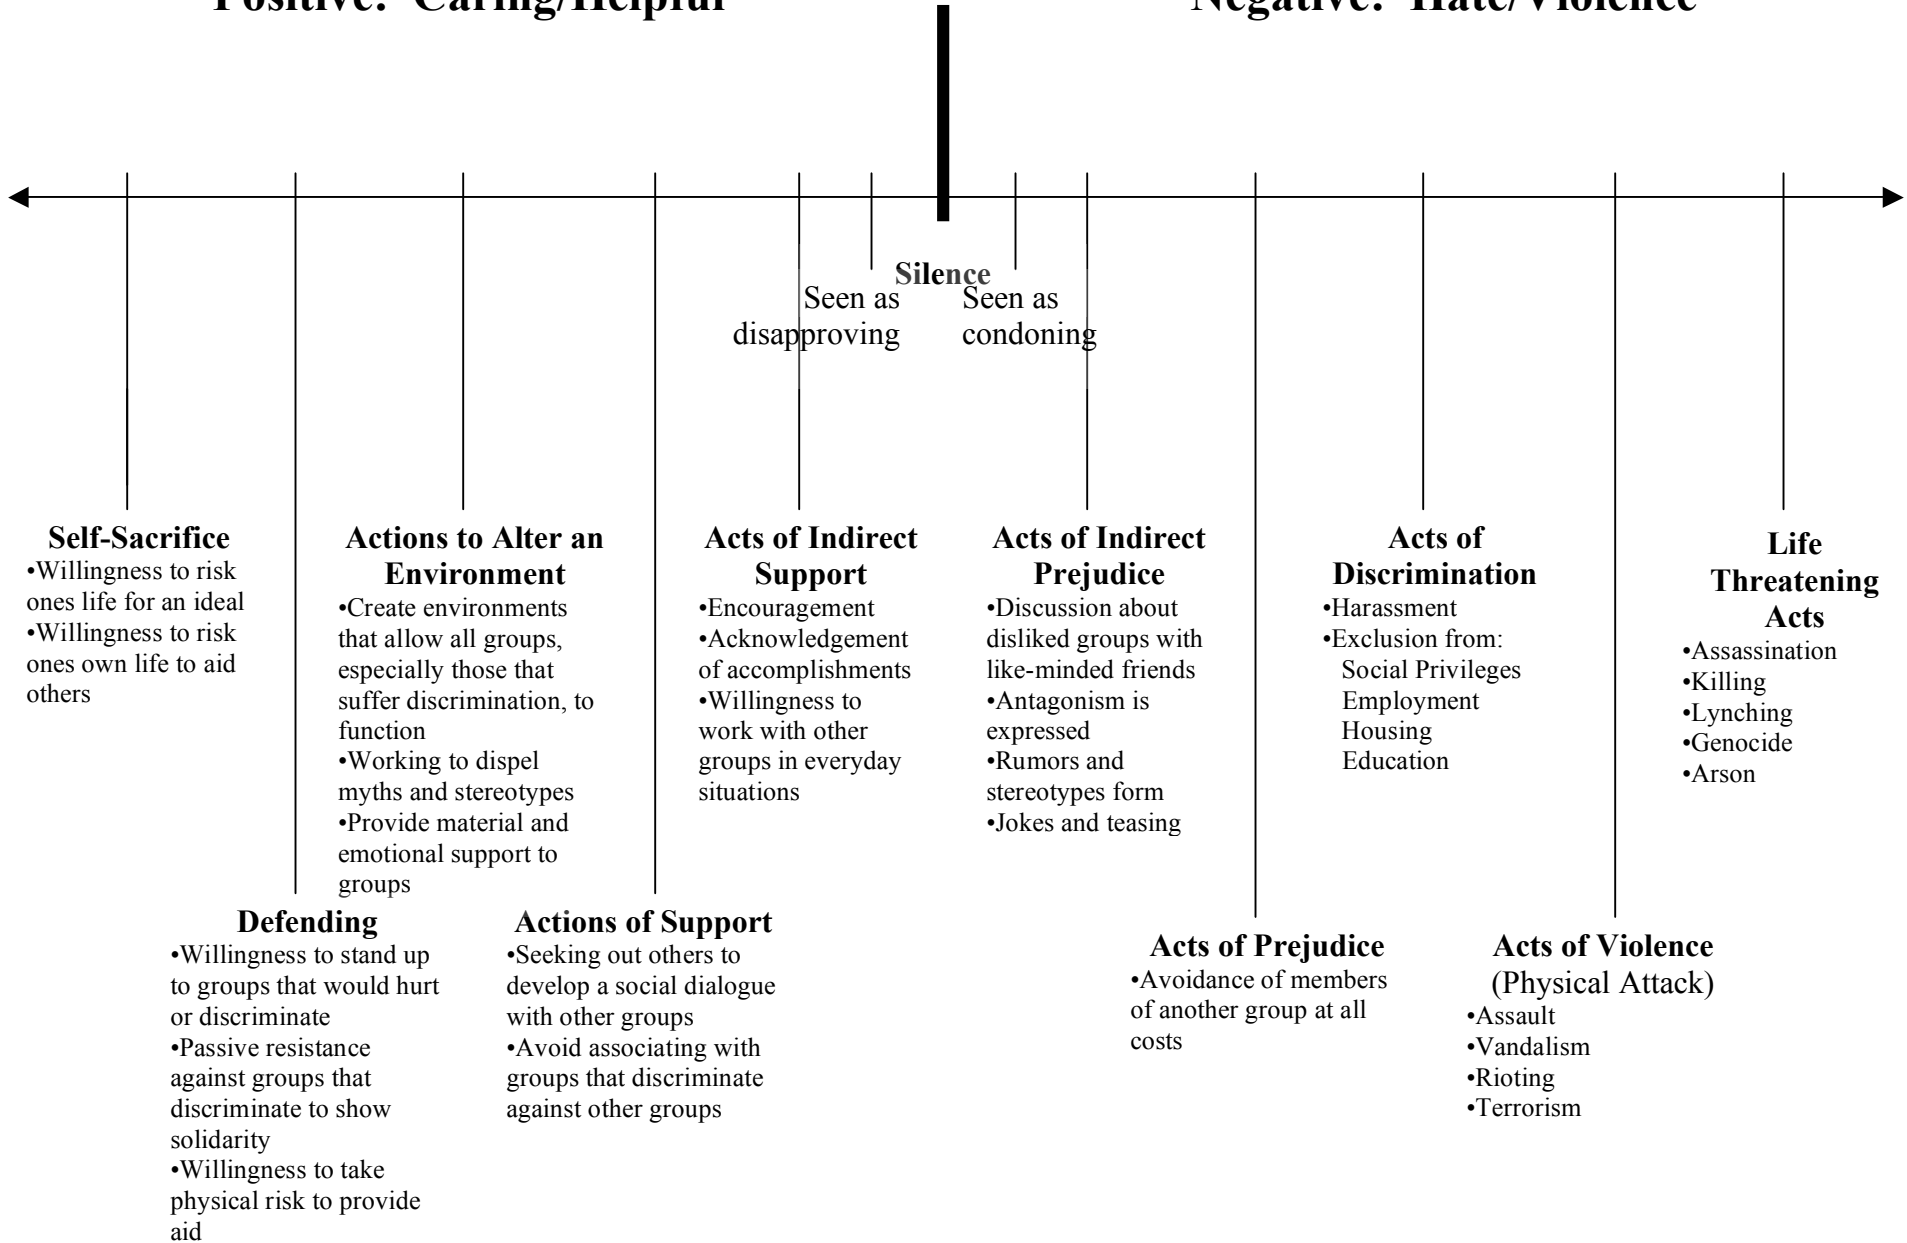 Positive: Caring/Helpful
Negative: Hate/Violence
Silence
Seen as
disapproving
Seen as
condoning
Self-Sacrifice
•Willingness to risk
ones life for an ideal
•Willingness to risk
ones own life to aid
others
Actions to Alter an
Environment
•Create environments
that allow all groups,
especially those that
suffer discrimination, to
function
•Working to dispel
myths and stereotypes
•Provide material and
emotional support to
groups
Acts of Indirect
Support
•Encouragement
•Acknowledgement
of accomplishments
•Willingness to
work with other
groups in everyday
situations
Acts of Indirect
Prejudice
•Discussion about
disliked groups with
like-minded friends
•Antagonism is
expressed
•Rumors and
stereotypes form
•Jokes and teasing
Acts of
Discrimination
•Harassment
•Exclusion from:
Social Privileges
Employment
Housing
Education
Life
Threatening
Acts
•Assassination
•Killing
•Lynching
•Genocide
•Arson
Defending
•Willingness to stand up
to groups that would hurt
or discriminate
•Passive resistance
against groups that
discriminate to show
solidarity
•Willingness to take
physical risk to provide
aid
Actions of Support
•Seeking out others to
develop a social dialogue
with other groups
•Avoid associating with
groups that discriminate
against other groups
Acts of Prejudice
•Avoidance of members
of another group at all
costs
Acts of Violence
(Physical Attack)
•Assault
•Vandalism
•Rioting
•Terrorism